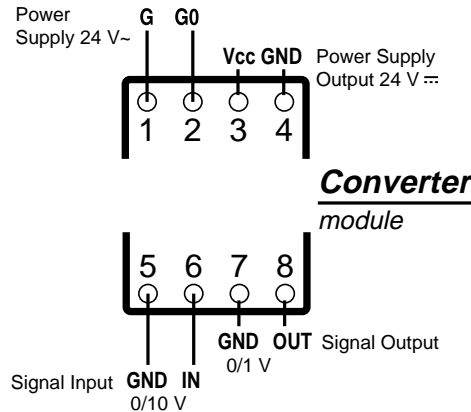 Power
Supply 24 V~
G G0
Vcc GND
Power Supply
Output 24 V ⎓
1 2 3 4
Converter
module
5 6 7 8
GND OUT Signal Output
0/1 V
Signal Input GND IN
0/10 V